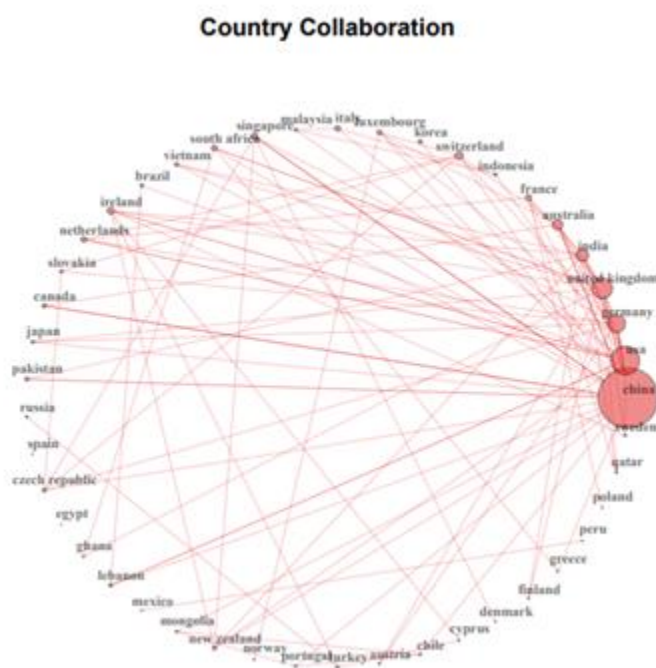 Country Collaboration
malaysia
italy
luxembourg
singapore
korea
south africa
switzerland
vietnam
indonesia
brazil
france
ireland
australia
netherlands
india
slovakia
united kingdom
canada
germany
japan
usa
pakistan
china
russia
sweden
spain
qatar
czech republic
poland
egypt
peru
ghana
greece
lebanon
finland
mexico
denmark
mongolia
cyprus
new zealand
chile
norway
austria
portugal
turkey